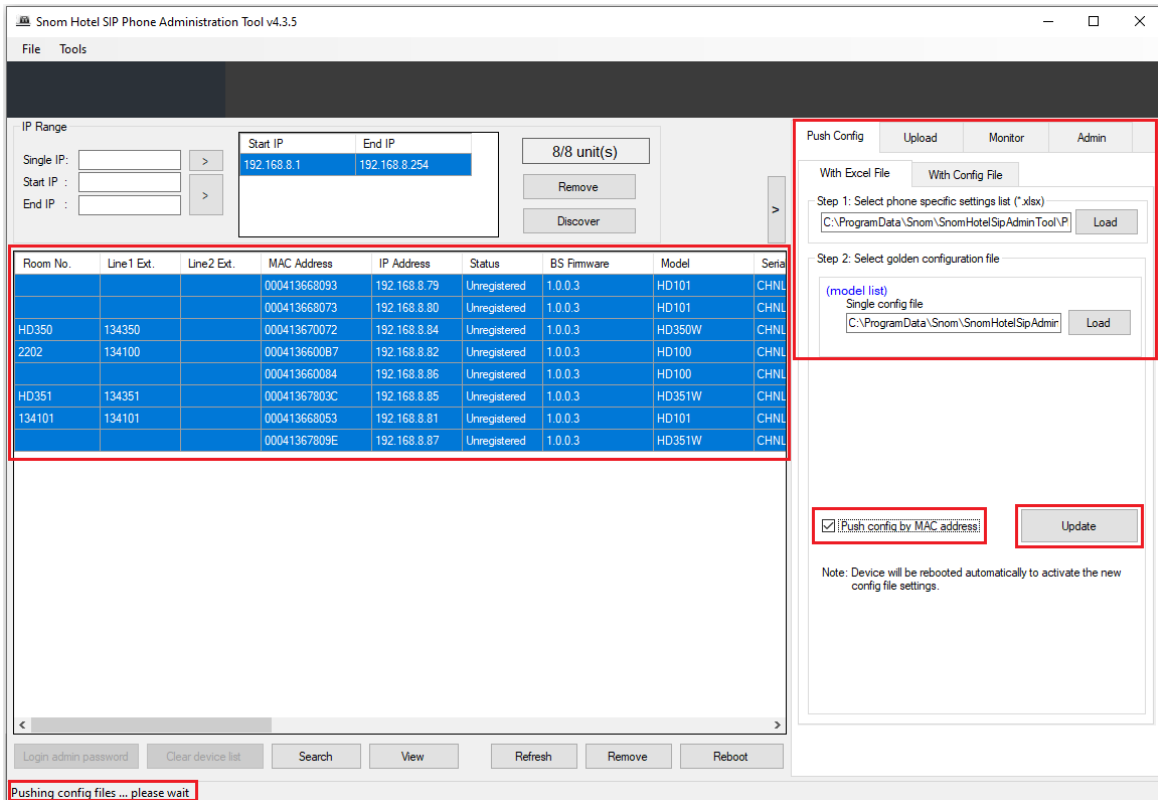 Snom Hotel SIP Phone Administration Tool v4.3.5
File Tools
IP Range
Single IP: >
Start IP :
End IP : >
Start IP End IP
192.168.8.1 192.168.8.254
8/8 unit(s)
Remove
Discover
>
Room No. Line1 Ext. Line2 Ext. MAC Address IP Address Status BS Firmware Model Seria
000413668093 192.168.8.79 Unregistered 1.0.0.3 HD101 CHNL
000413668073 192.168.8.80 Unregistered 1.0.0.3 HD101 CHNL
HD350 134350 000413670072 192.168.8.84 Unregistered 1.0.0.3 HD350W CHNL
2202 134100 0004136600B7 192.168.8.82 Unregistered 1.0.0.3 HD100 CHNL
000413660084 192.168.8.86 Unregistered 1.0.0.3 HD100 CHNL
HD351 134351 00041367803C 192.168.8.85 Unregistered 1.0.0.3 HD351W CHNL
134101 134101 000413668053 192.168.8.81 Unregistered 1.0.0.3 HD101 CHNL
00041367809E 192.168.8.87 Unregistered 1.0.0.3 HD351W CHNL
< >
Login admin password Clear device list Search View Refresh Remove Reboot
Pushing config files ... please wait
Push Config Upload Monitor Admin
With Excel File With Config File
Step 1: Select phone specific settings list (*.xlsx)
C:\ProgramData\Snom\SnomHotelSipAdminTool\P Load
Step 2: Select golden configuration file
(model list)
Single config file
C:\ProgramData\Snom\SnomHotelSipAdmin Load
Push config by MAC address Update
Note: Device will be rebooted automatically to activate the new
config file settings.